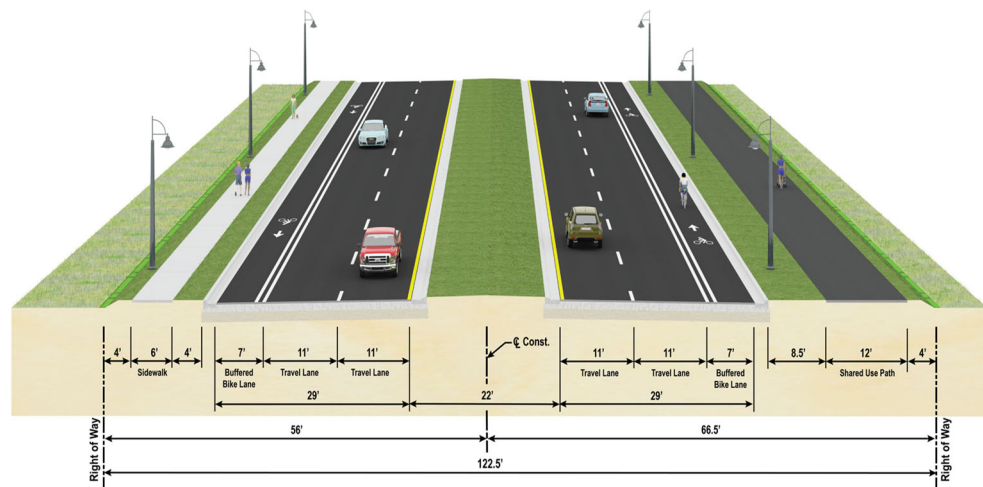 4' 6' 4' 7' 11' 11' ℄ Const. 11' 11' 7' 8.5' 12' 4'
Sidewalk Buffered Travel Lane Travel Lane Travel Lane Travel Lane Buffered Shared Use Path
Bike Lane Bike Lane
29' 22' 29'
56' 66.5'
Right of Way
122.5'
Right of Way